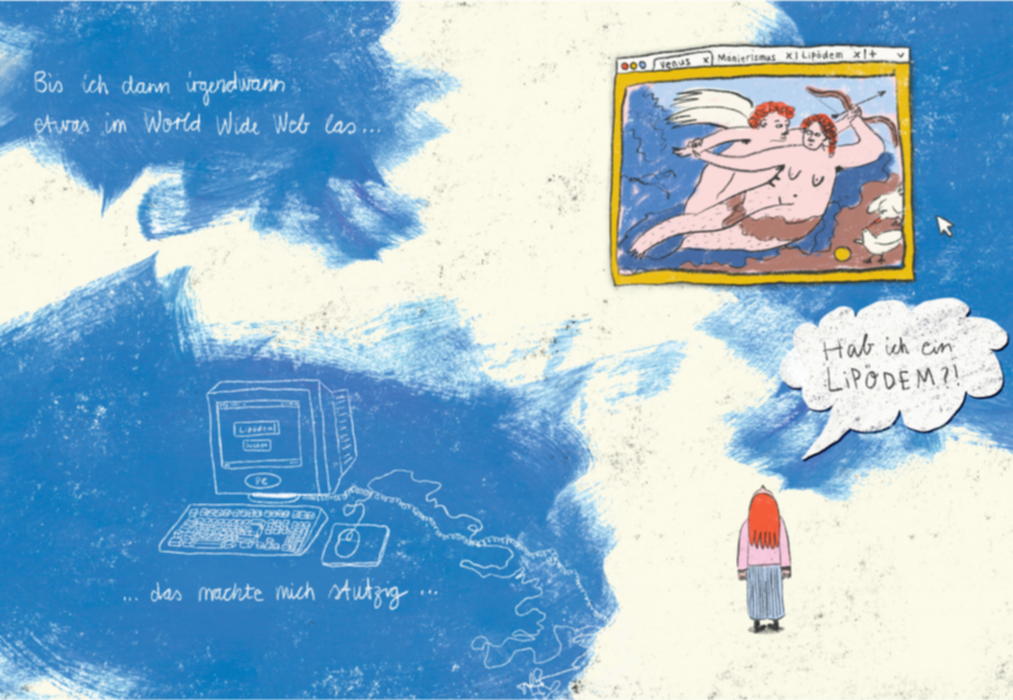 Bis ich dann irgendwann
etwas im World Wide Web las...
venus x Manierismus x Lipödem x + v
Hab ich ein
LIPÖDEM?!
Lipödem
PC
... das machte mich stutzig ...